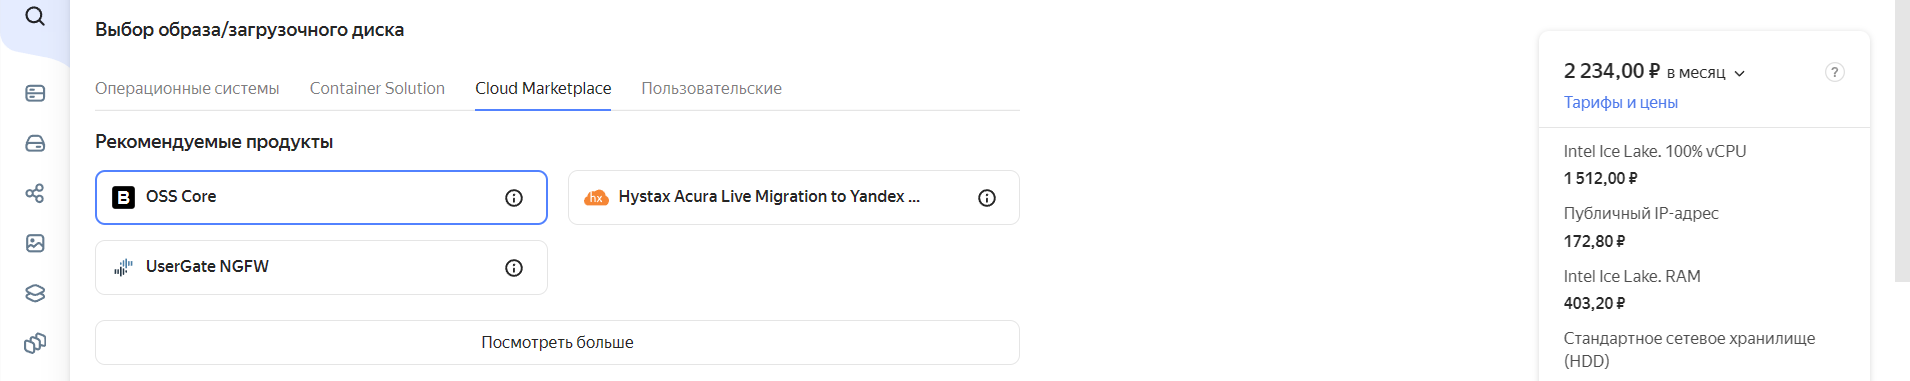 Выбор образа/загрузочного диска
Операционные системы Container Solution Cloud Marketplace Пользовательские
Рекомендуемые продукты
B OSS Core
hx Hystax Acura Live Migration to Yandex ...
UserGate NGFW
Посмотреть больше
2 234,00 ₽ в месяц
?
Тарифы и цены
Intel Ice Lake. 100% vCPU
1 512,00 ₽
Публичный IP-адрес
172,80 ₽
Intel Ice Lake. RAM
403,20 ₽
Стандартное сетевое хранилище
(HDD)